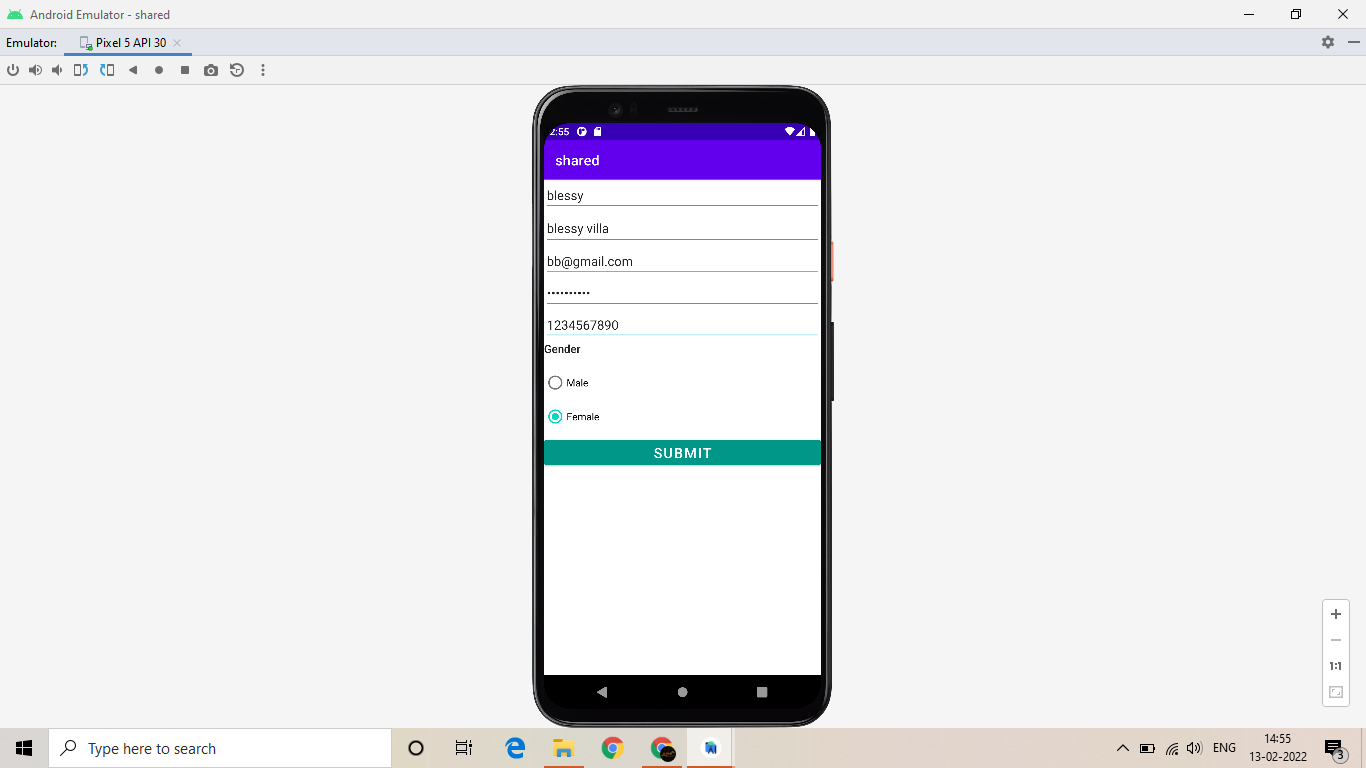 Android Emulator - shared
Emulator: Pixel 5 API 30
2:55
shared
blessy
blessy villa
bb@gmail.com
••••••••••
1234567890
Gender
Male
Female
SUBMIT
1:1
Type here to search
ENG
14:55
13-02-2022
3